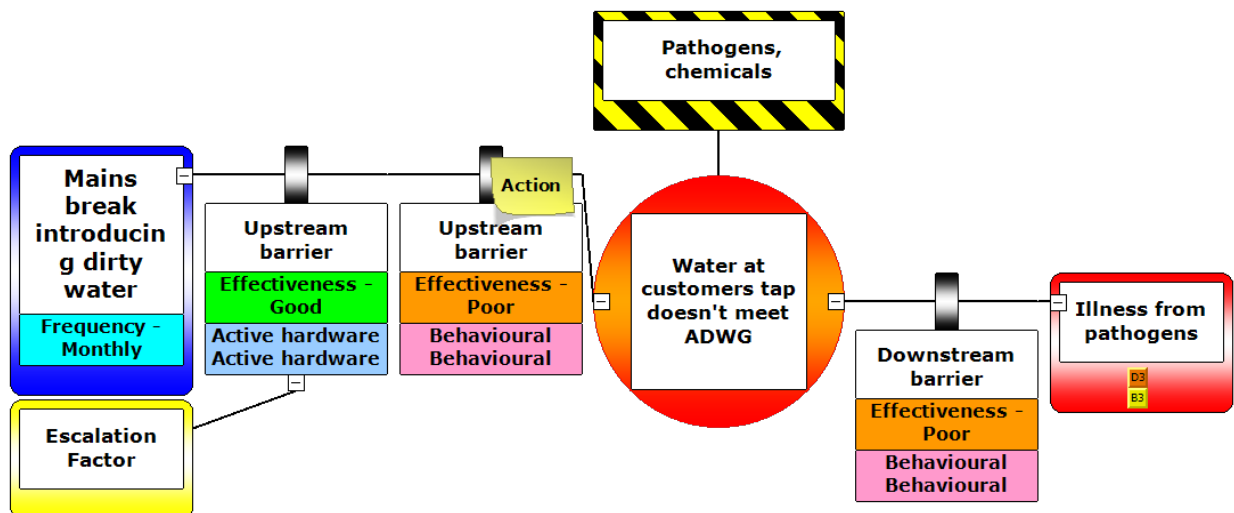 Pathogens,
chemicals
Mains
break
introducin
g dirty
water
Frequency -
Monthly
Escalation
Factor
Upstream
barrier
Effectiveness -
Good
Active hardware
Active hardware
Action
Upstream
barrier
Effectiveness -
Poor
Behavioural
Behavioural
Water at
customers tap
doesn't meet
ADWG
Downstream
barrier
Effectiveness -
Poor
Behavioural
Behavioural
Illness from
pathogens
D3
B3